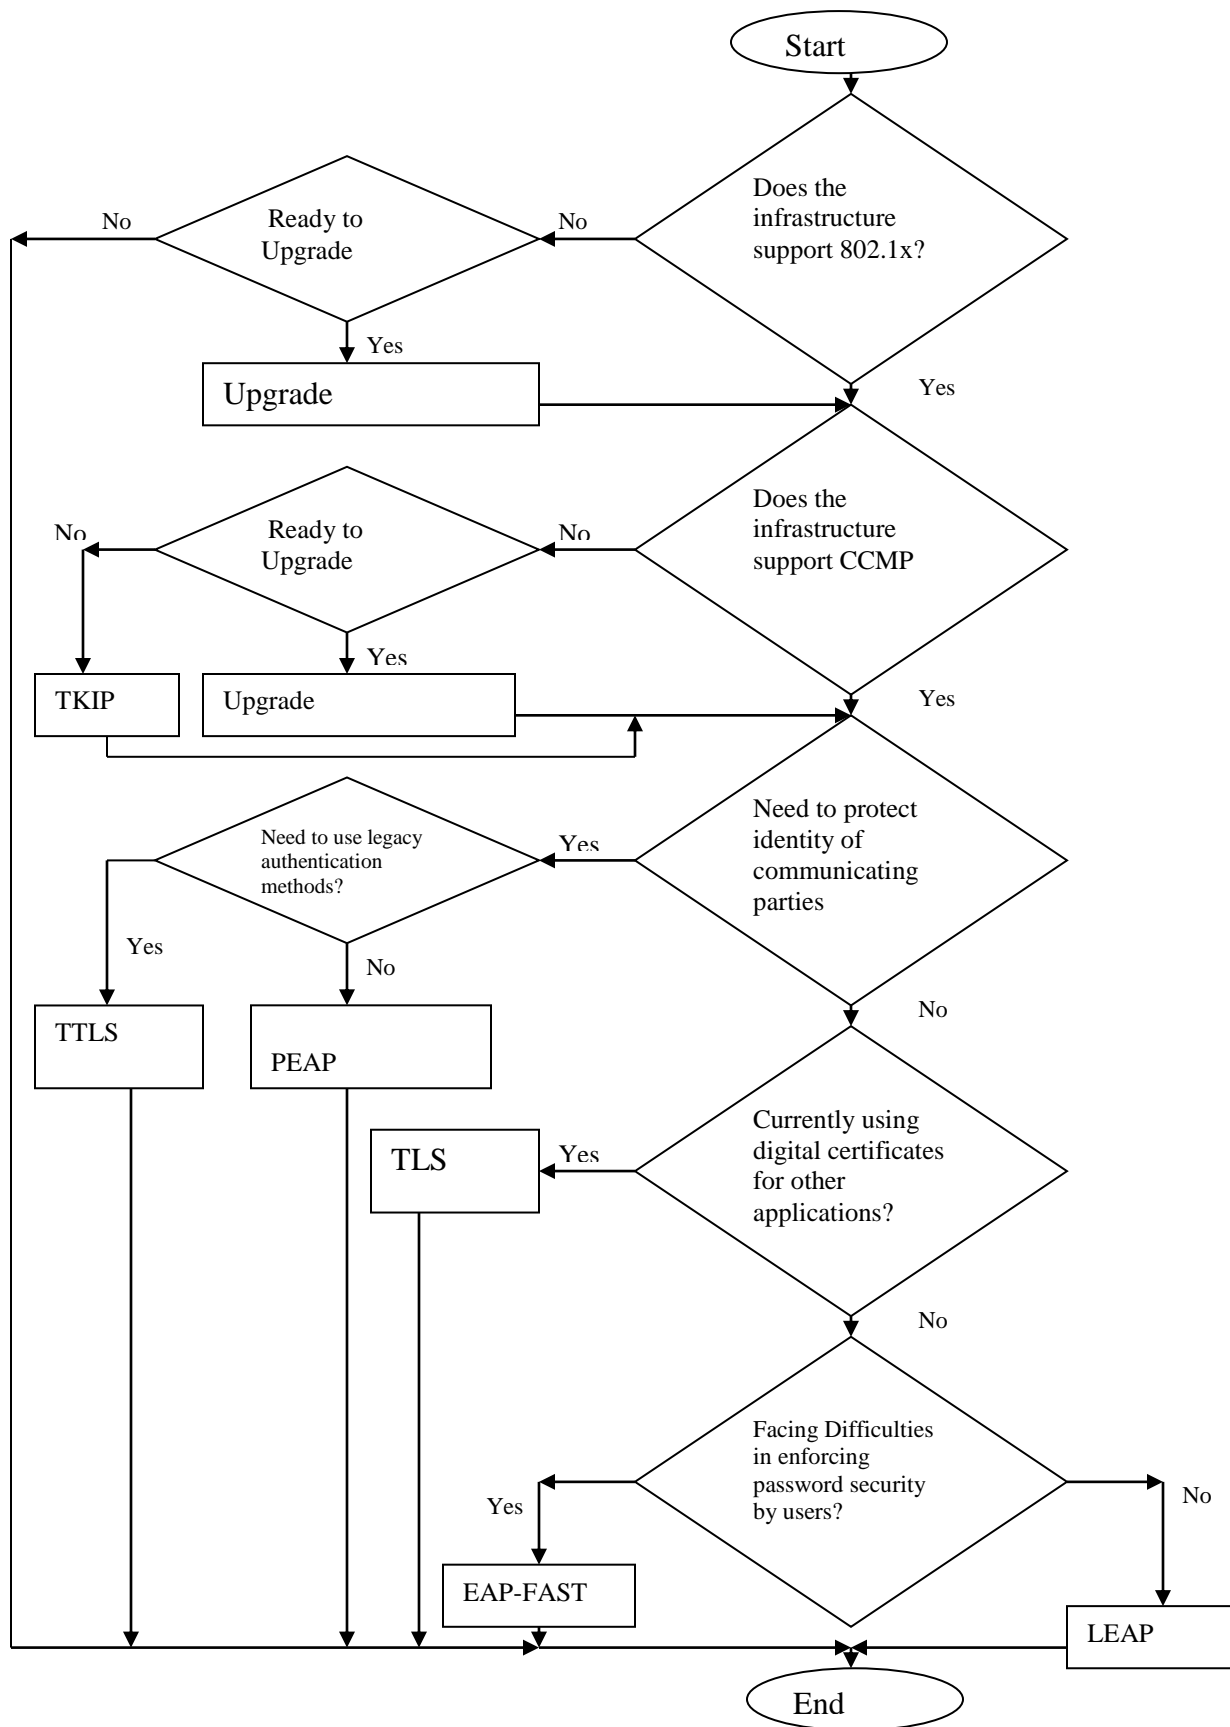 Start
Does the
infrastructure
support 802.1x?
No
Ready to
Upgrade
No
Yes
Upgrade
Yes
Does the
infrastructure
support CCMP
No
Ready to
Upgrade
No
Yes
TKIP
Upgrade
Yes
Need to protect
identity of
communicating
parties
Yes
Need to use legacy
authentication
methods?
Yes
No
TTLS
PEAP
No
Currently using
digital certificates
for other
applications?
Yes
TLS
No
Facing Difficulties
in enforcing
password security
by users?
Yes
No
EAP-FAST
LEAP
End